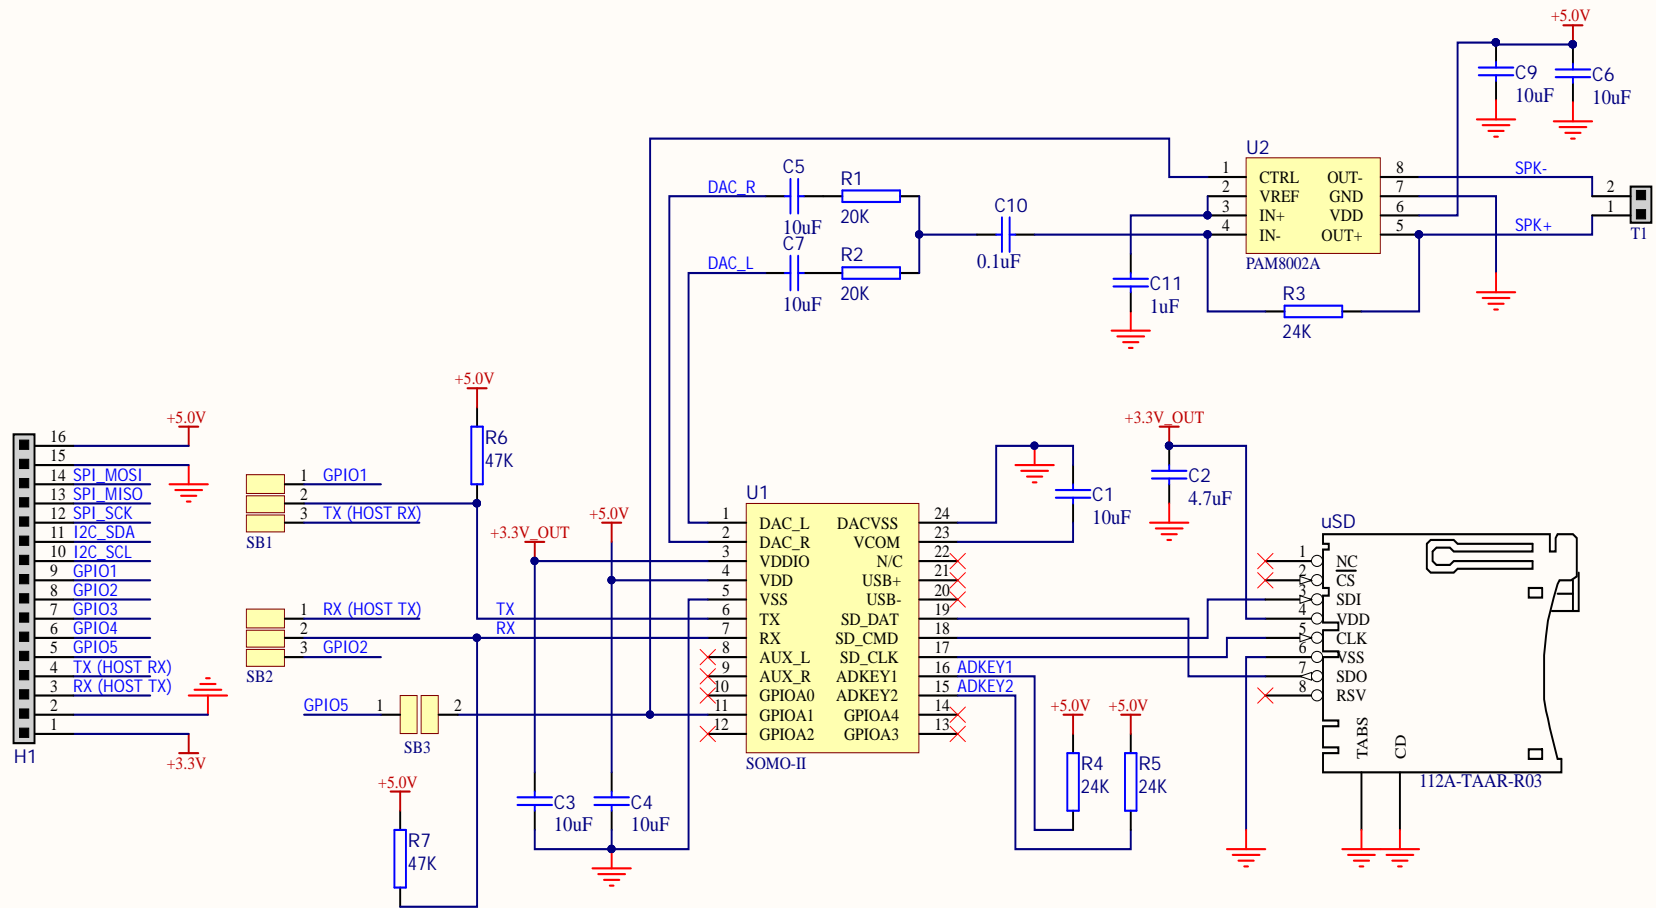 +5.0V
C9
10uF
C6
10uF
U2
1 CTRL OUT- 8
2 VREF GND 7
3 IN+ VDD 6
4 IN- OUT+ 5
PAM8002A
SPK-
SPK+
2
1
T1
C5
DAC_R
10uF
R1
20K
C7
DAC_L
10uF
R2
20K
C10
0.1uF
C11
1uF
R3
24K
+5.0V
R6
47K
+5.0V
16
15
14 SPI_MOSI
13 SPI_MISO
12 SPI_SCK
11 I2C_SDA
10 I2C_SCL
9 GPIO1
8 GPIO2
7 GPIO3
6 GPIO4
5 GPIO5
4 TX (HOST RX)
3 RX (HOST TX)
2
1
H1
+3.3V
1 GPIO1
2
3 TX (HOST RX)
SB1
1 RX (HOST TX)
2
3 GPIO2
SB2
GPIO5 1 2
SB3
TX
RX
+5.0V
R7
47K
+3.3V_OUT
+5.0V
C3
10uF
C4
10uF
U1
1 DAC_L DACVSS 24
2 DAC_R VCOM 23
3 VDDIO N/C 22
4 VDD USB+ 21
5 VSS USB- 20
6 TX SD_DAT 19
7 RX SD_CMD 18
8 AUX_L SD_CLK 17
9 AUX_R ADKEY1 16 ADKEY1
10 GPIOA0 ADKEY2 15 ADKEY2
11 GPIOA1 GPIOA4 14
12 GPIOA2 GPIOA3 13
SOMO-II
C1
10uF
+3.3V_OUT
C2
4.7uF
+5.0V
R4
24K
+5.0V
R5
24K
uSD
1 NC
2 CS
3 SDI
4 VDD
5 CLK
6 VSS
7 SDO
8 RSV
TABS
CD
112A-TAAR-R03